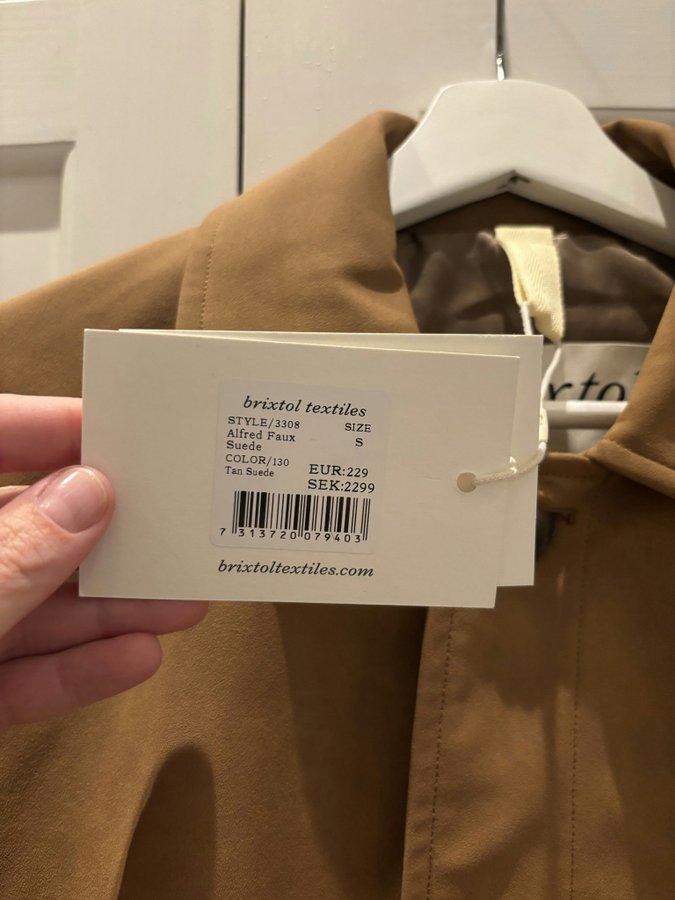 brixtol textiles
STYLE/3308 SIZE
Alfred Faux S
Suede
COLOR/130 EUR:229
Tan Suede SEK:2299
7 313720 079403
brixtoltextiles.com